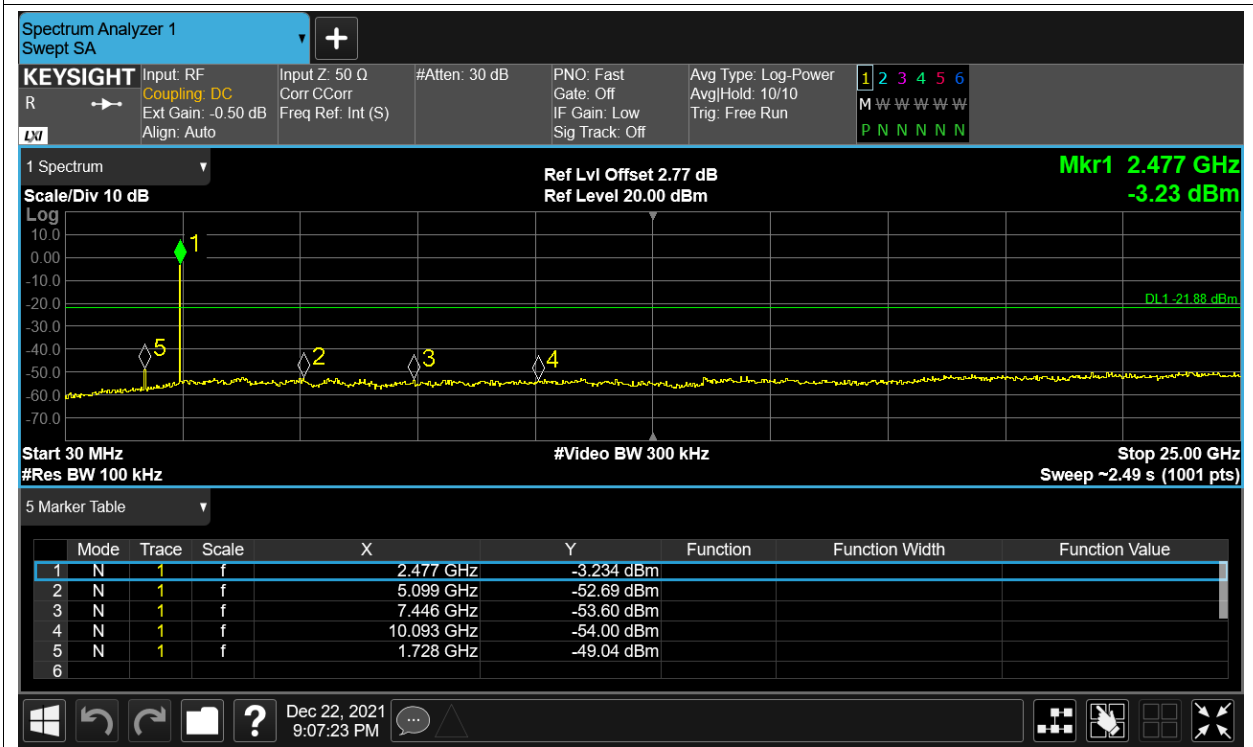 Spectrum Analyzer 1
Swept SA
KEYSIGHT
R
LXI
Input: RF
Coupling: DC
Ext Gain: -0.50 dB
Align: Auto
Input Z: 50 Ω
Corr CCorr
Freq Ref: Int (S)
#Atten: 30 dB
PNO: Fast
Gate: Off
IF Gain: Low
Sig Track: Off
Avg Type: Log-Power
Avg|Hold: 10/10
Trig: Free Run
1 2 3 4 5 6
M W W W W W
P N N N N N
1 Spectrum
Scale/Div 10 dB
Ref Lvl Offset 2.77 dB
Ref Level 20.00 dBm
Mkr1 2.477 GHz
-3.23 dBm
Log
10.0
0.00
-10.0
-20.0
-30.0
-40.0
-50.0
-60.0
-70.0
1
DL1 -21.88 dBm
5
2
3
4
Start 30 MHz
#Res BW 100 kHz
#Video BW 300 kHz
Stop 25.00 GHz
Sweep ~2.49 s (1001 pts)
5 Marker Table
Mode Trace Scale X Y Function Function Width Function Value
1 N 1 f 2.477 GHz -3.234 dBm
2 N 1 f 5.099 GHz -52.69 dBm
3 N 1 f 7.446 GHz -53.60 dBm
4 N 1 f 10.093 GHz -54.00 dBm
5 N 1 f 1.728 GHz -49.04 dBm
6
?
Dec 22, 2021
9:07:23 PM